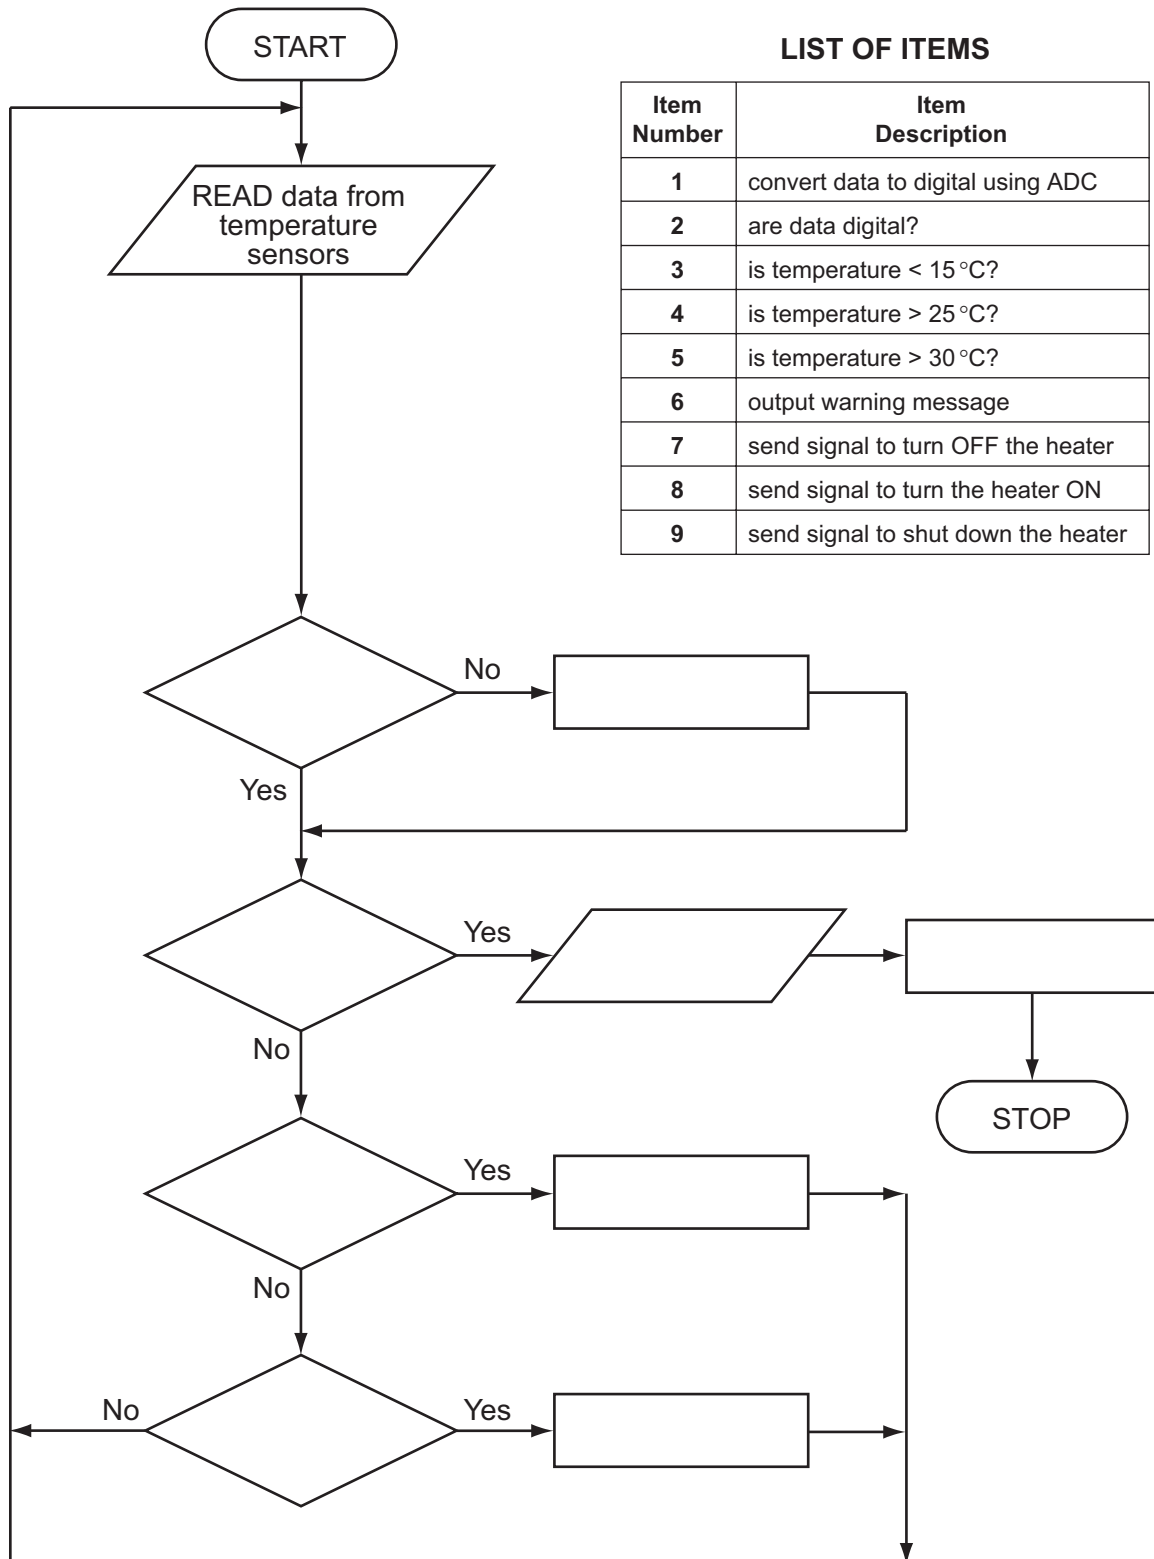 START
LIST OF ITEMS
Item Number Item Description
1 convert data to digital using ADC
2 are data digital?
3 is temperature < 15 °C?
4 is temperature > 25 °C?
5 is temperature > 30 °C?
6 output warning message
7 send signal to turn OFF the heater
8 send signal to turn the heater ON
9 send signal to shut down the heater
READ data from
temperature
sensors
No
Yes
Yes
No
STOP
Yes
No
No
Yes